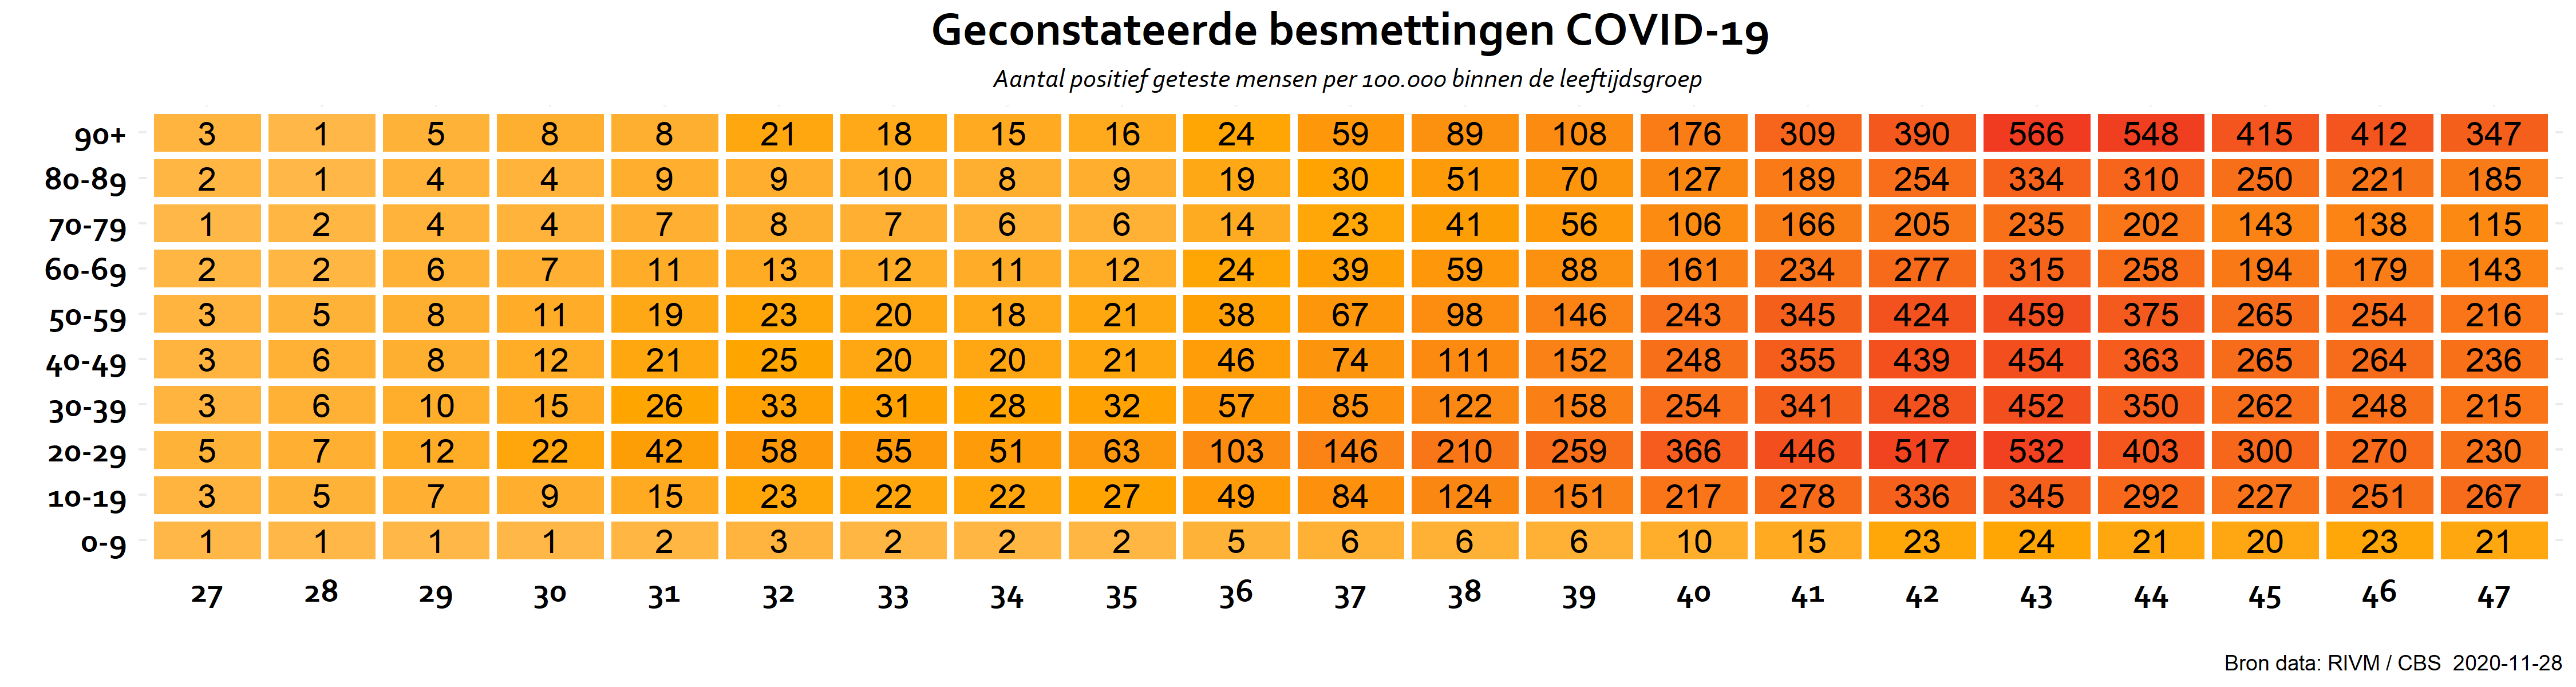 Geconstateerde besmettingen COVID-19
Aantal positief geteste mensen per 100.000 binnen de leeftijdsgroep
90+ 3 1 5 8 8 21 18 15 16 24 59 89 108 176 309 390 566 548 415 412 347
80-89 2 1 4 4 9 9 10 8 9 19 30 51 70 127 189 254 334 310 250 221 185
70-79 1 2 4 4 7 8 7 6 6 14 23 41 56 106 166 205 235 202 143 138 115
60-69 2 2 6 7 11 13 12 11 12 24 39 59 88 161 234 277 315 258 194 179 143
50-59 3 5 8 11 19 23 20 18 21 38 67 98 146 243 345 424 459 375 265 254 216
40-49 3 6 8 12 21 25 20 20 21 46 74 111 152 248 355 439 454 363 265 264 236
30-39 3 6 10 15 26 33 31 28 32 57 85 122 158 254 341 428 452 350 262 248 215
20-29 5 7 12 22 42 58 55 51 63 103 146 210 259 366 446 517 532 403 300 270 230
10-19 3 5 7 9 15 23 22 22 27 49 84 124 151 217 278 336 345 292 227 251 267
0-9 1 1 1 1 2 3 2 2 2 5 6 6 6 10 15 23 24 21 20 23 21
27 28 29 30 31 32 33 34 35 36 37 38 39 40 41 42 43 44 45 46 47
Bron data: RIVM / CBS 2020-11-28